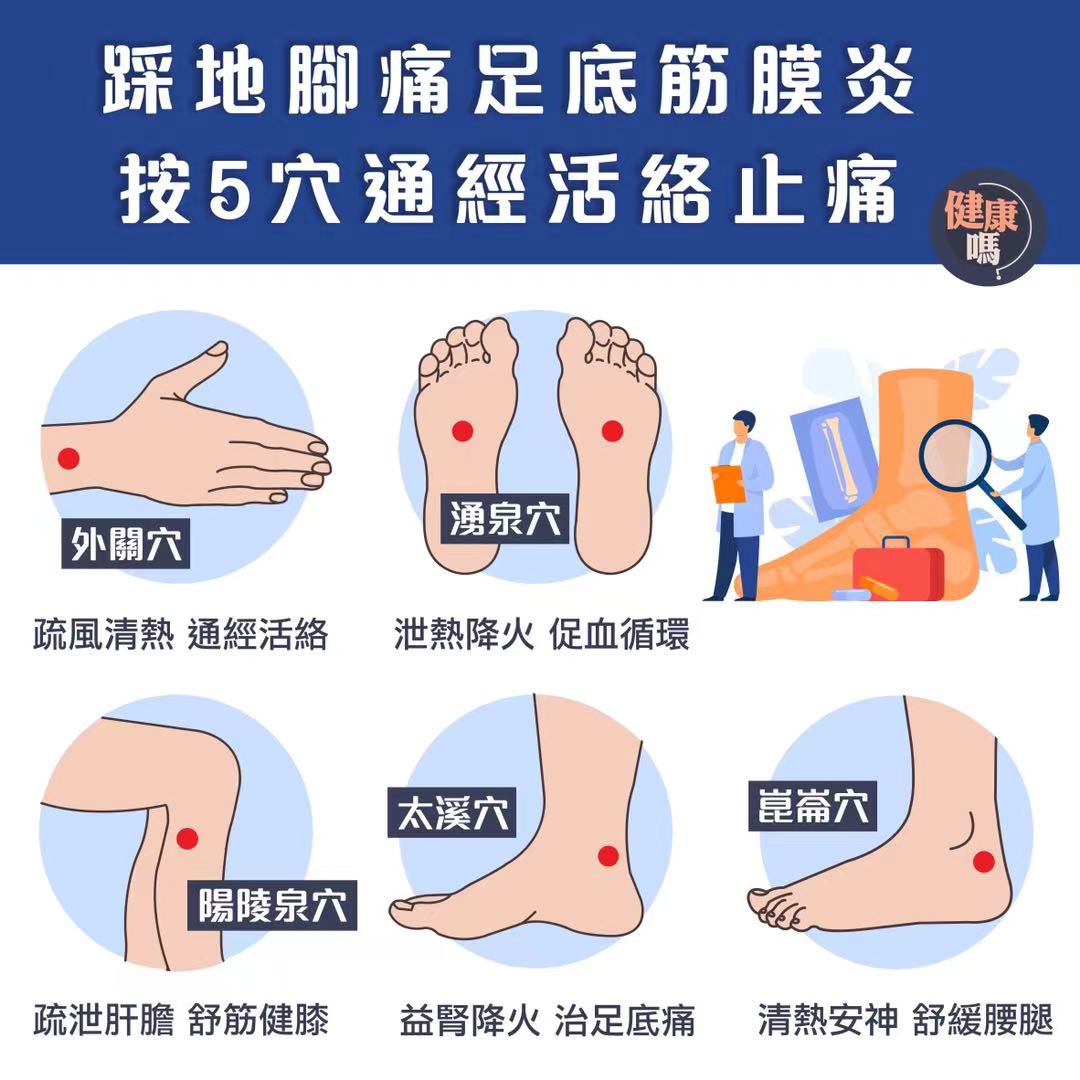 踩地腳痛足底筋膜炎
按5穴通經活絡止痛
健康
嗎?
外關穴
疏風清熱 通經活絡
湧泉穴
泄熱降火 促血循環
陽陵泉穴
疏泄肝膽 舒筋健膝
太溪穴
益腎降火 治足底痛
崑崙穴
清熱安神 舒緩腰腿